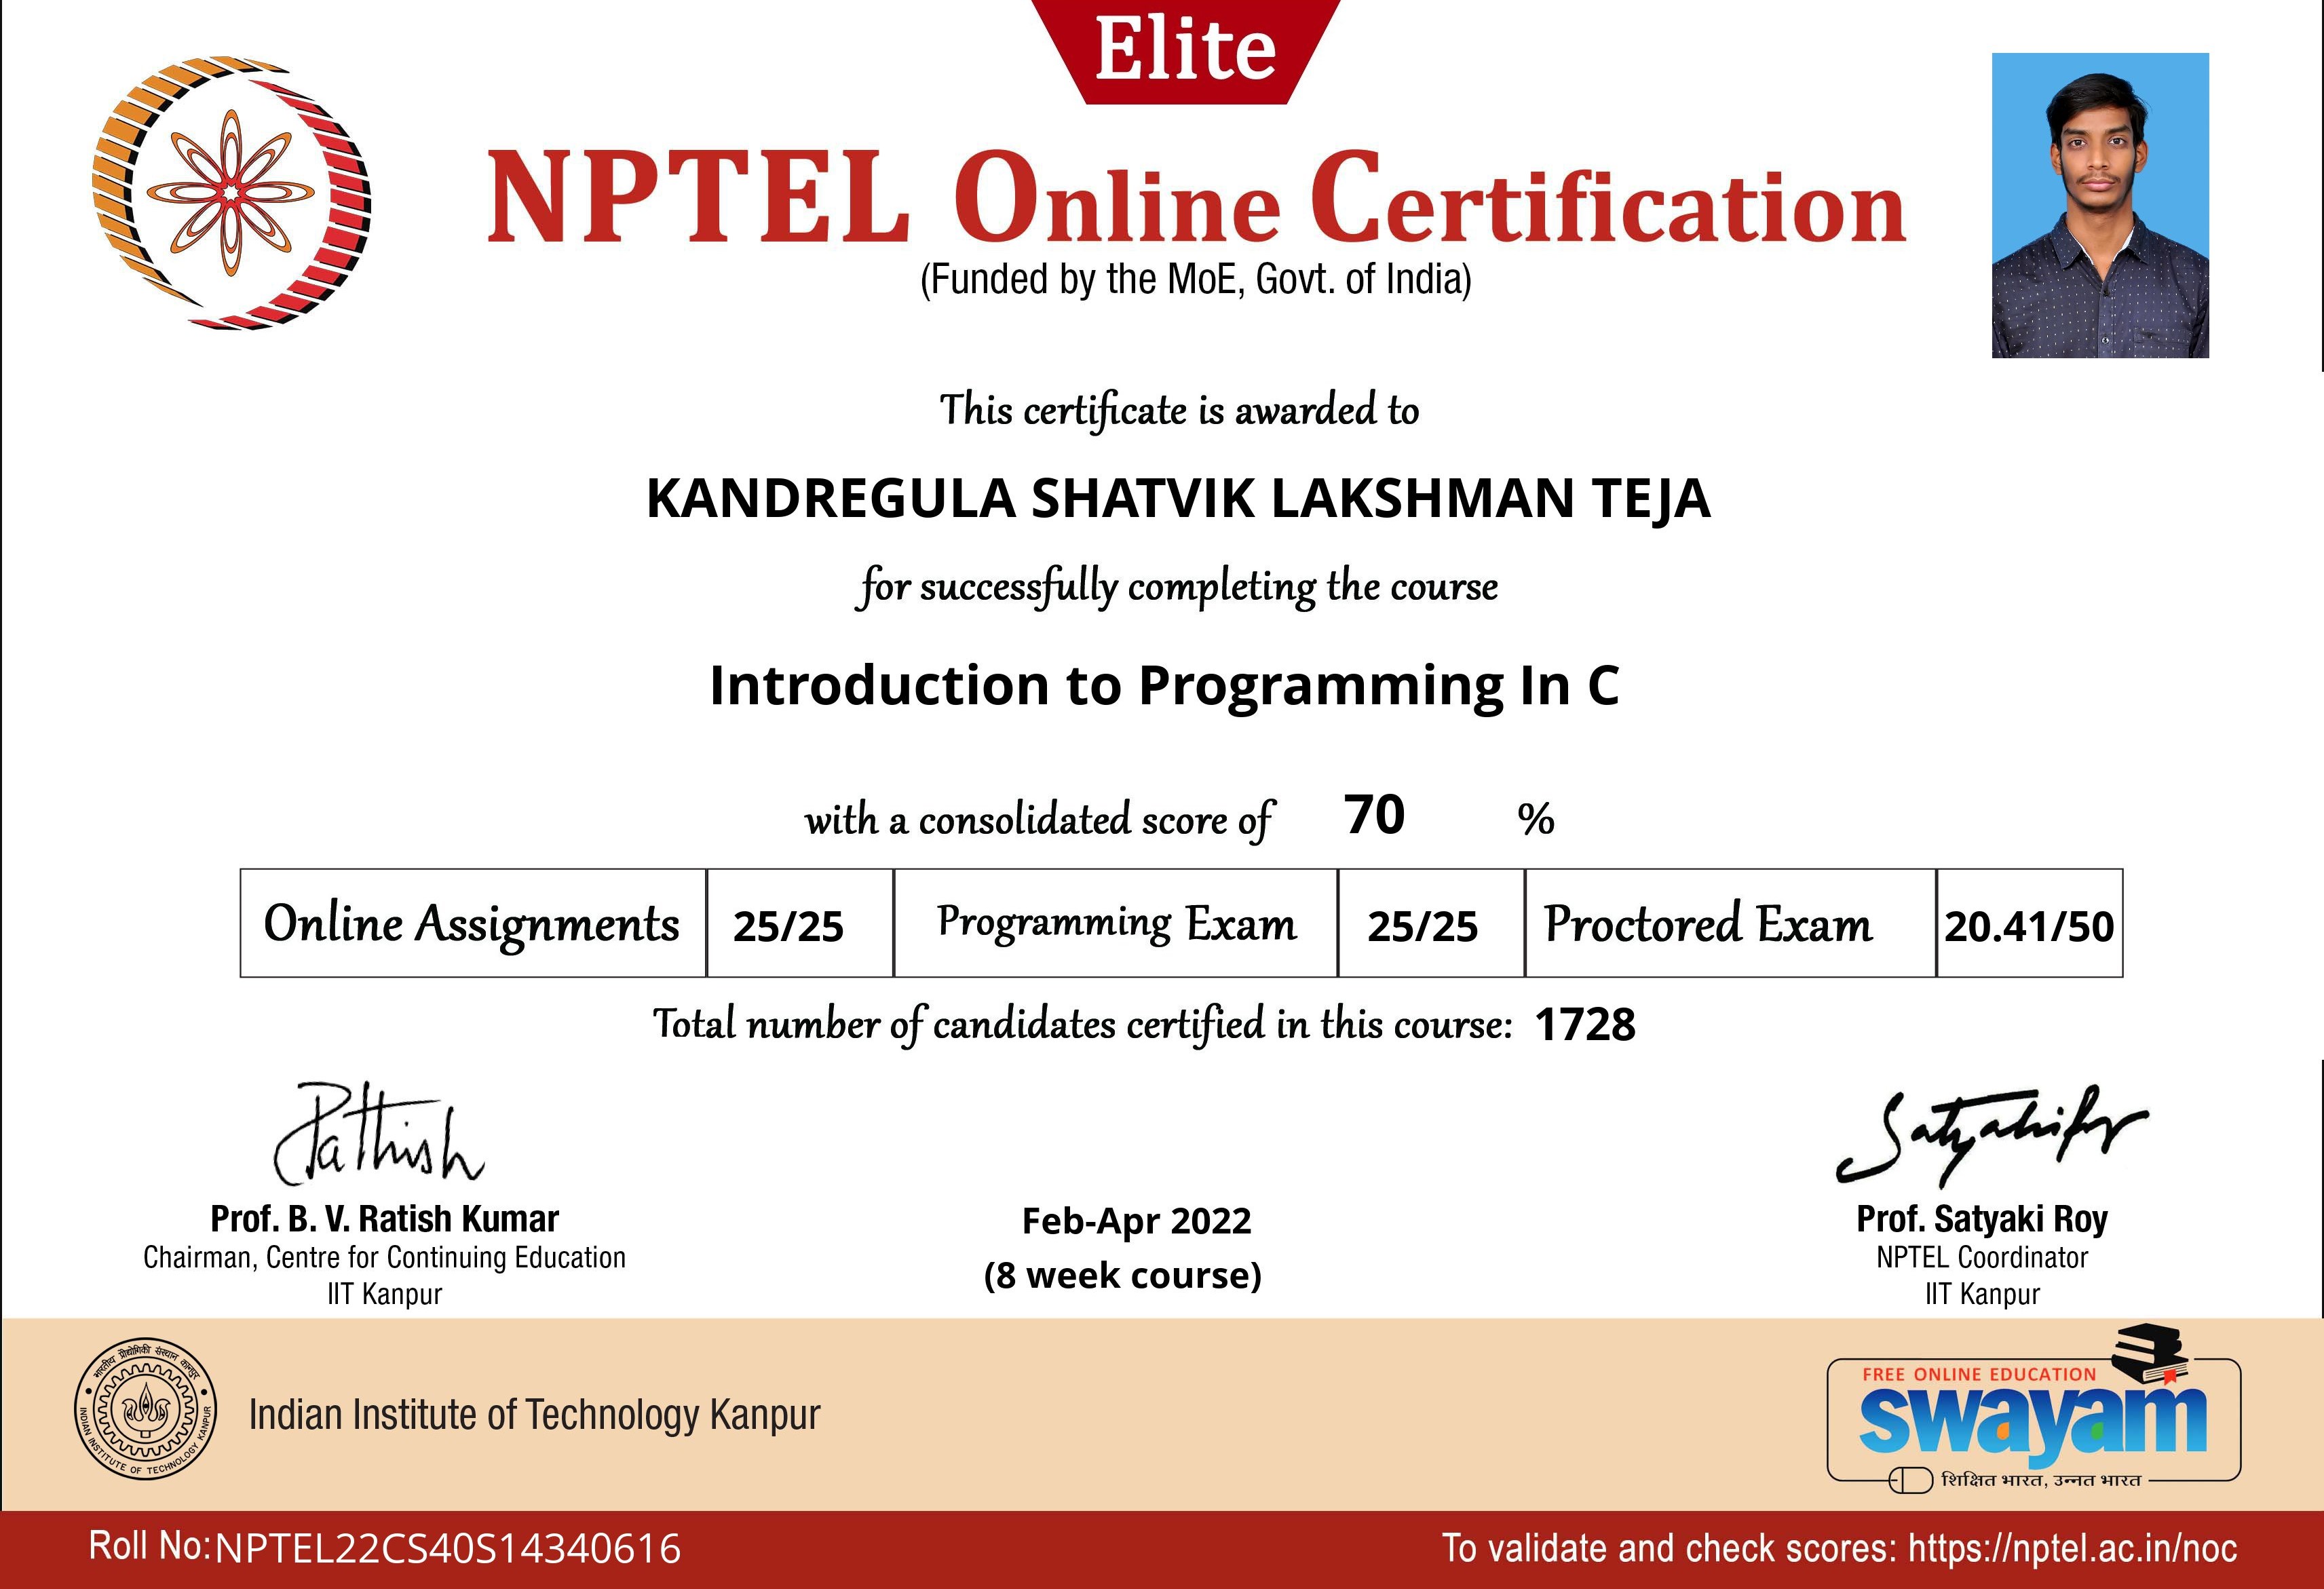 Elite
NPTEL Online Certification
(Funded by the MoE, Govt. of India)
This certificate is awarded to
KANDREGULA SHATVIK LAKSHMAN TEJA
for successfully completing the course
Introduction to Programming In C
with a consolidated score of 70 %
Online Assignments 25/25 Programming Exam 25/25 Proctored Exam 20.41/50
Total number of candidates certified in this course: 1728
Prof. B. V. Ratish Kumar
Chairman, Centre for Continuing Education
IIT Kanpur
Feb-Apr 2022
(8 week course)
Prof. Satyaki Roy
NPTEL Coordinator
IIT Kanpur
भारतीय प्रौद्योगिकी संस्थान कानपुर
INDIAN INSTITUTE OF TECHNOLOGY KANPUR
Indian Institute of Technology Kanpur
FREE ONLINE EDUCATION
swayam
शिक्षित भारत, उन्नत भारत
Roll No: NPTEL22CS40S14340616
To validate and check scores: https://nptel.ac.in/noc